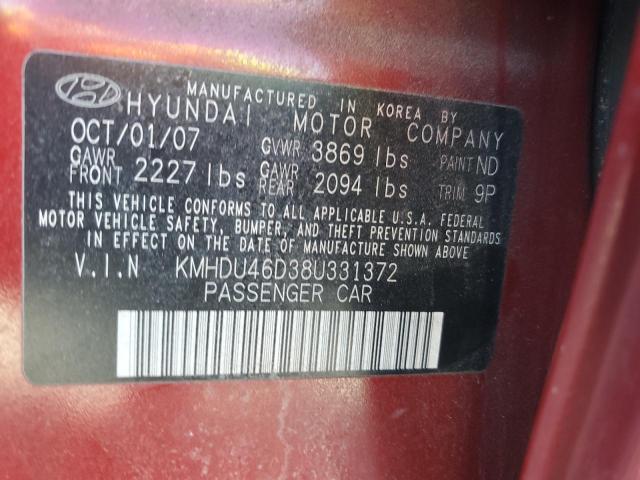 MANUFACTURED IN KOREA BY
HYUNDAI MOTOR COMPANY
OCT/01/07 GVWR 3869 lbs PAINT ND
GAWR FRONT 2227 lbs GAWR REAR 2094 lbs TRIM 9P
THIS VEHICLE CONFORMS TO ALL APPLICABLE U.S.A. FEDERAL
MOTOR VEHICLE SAFETY, BUMPER, AND THEFT PREVENTION STANDARDS
IN EFFECT ON THE DATE OF MANUFACTURE SHOWN ABOVE.
V.I.N KMHDU46D38U331372
PASSENGER CAR